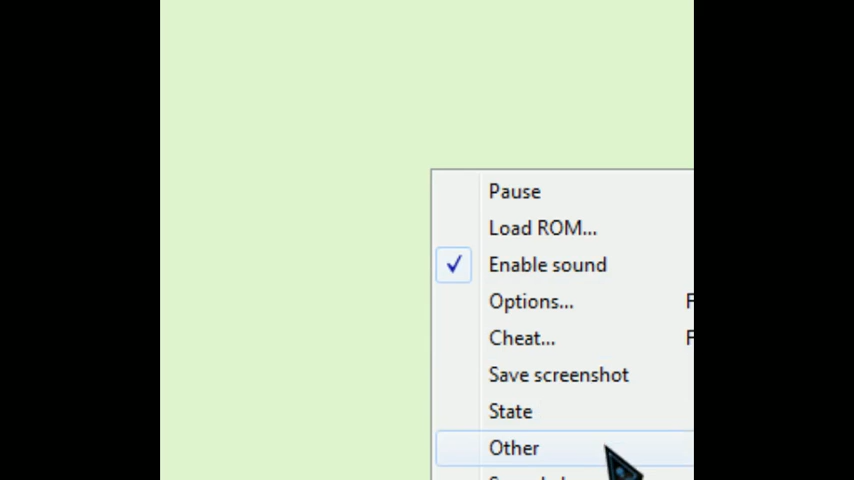 Pause
Load ROM...
Enable sound
Options... F
Cheat... F
Save screenshot
State
Other